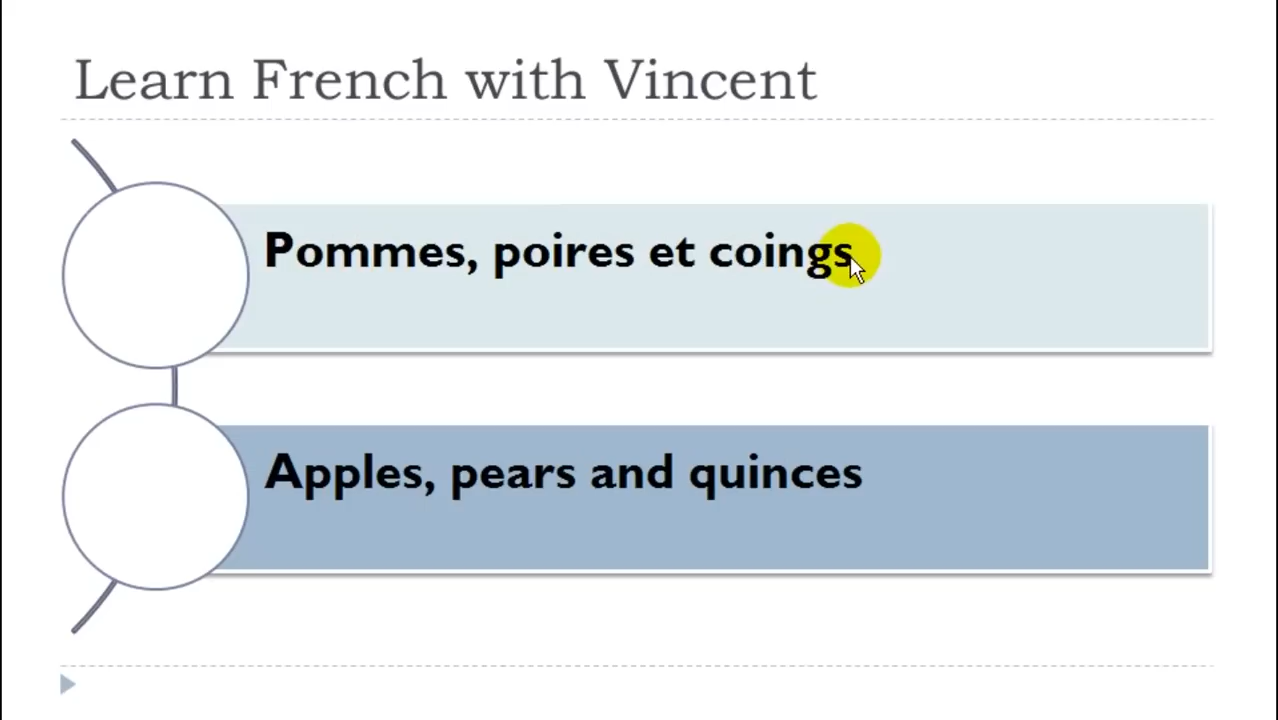 Learn French with Vincent
Pommes, poires et coings
Apples, pears and quinces